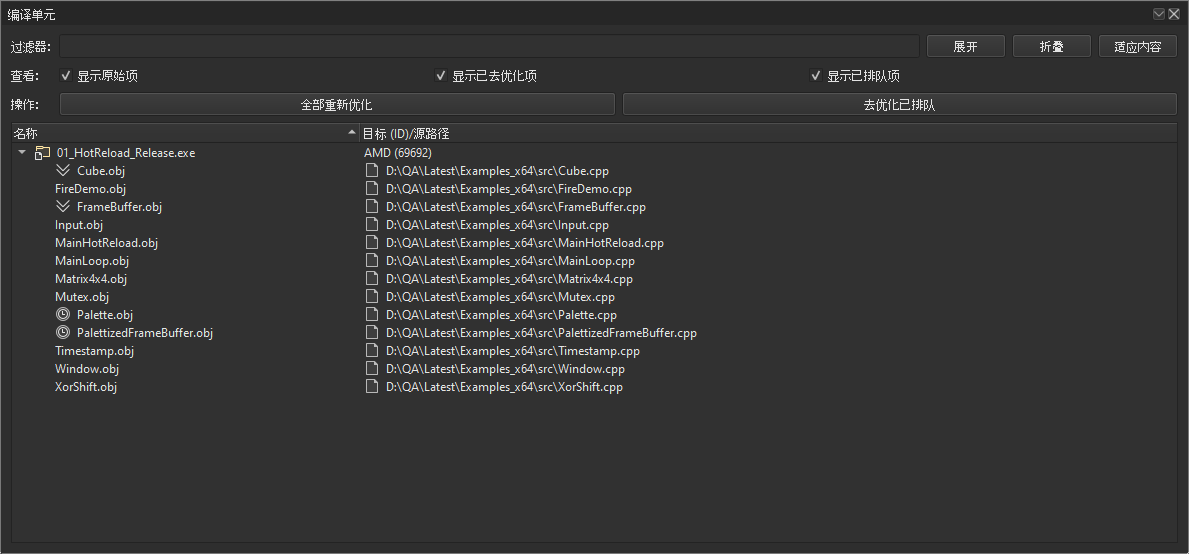 编译单元
过滤器: 展开 折叠 适应内容
查看: 显示原始项 显示已去优化项 显示已排队项
操作: 全部重新优化 去优化已排队
名称 目标 (ID)/源路径
01_HotReload_Release.exe AMD (69692)
Cube.obj D:\QA\Latest\Examples_x64\src\Cube.cpp
FireDemo.obj D:\QA\Latest\Examples_x64\src\FireDemo.cpp
FrameBuffer.obj D:\QA\Latest\Examples_x64\src\FrameBuffer.cpp
Input.obj D:\QA\Latest\Examples_x64\src\Input.cpp
MainHotReload.obj D:\QA\Latest\Examples_x64\src\MainHotReload.cpp
MainLoop.obj D:\QA\Latest\Examples_x64\src\MainLoop.cpp
Matrix4x4.obj D:\QA\Latest\Examples_x64\src\Matrix4x4.cpp
Mutex.obj D:\QA\Latest\Examples_x64\src\Mutex.cpp
Palette.obj D:\QA\Latest\Examples_x64\src\Palette.cpp
PalettizedFrameBuffer.obj D:\QA\Latest\Examples_x64\src\PalettizedFrameBuffer.cpp
Timestamp.obj D:\QA\Latest\Examples_x64\src\Timestamp.cpp
Window.obj D:\QA\Latest\Examples_x64\src\Window.cpp
XorShift.obj D:\QA\Latest\Examples_x64\src\XorShift.cpp